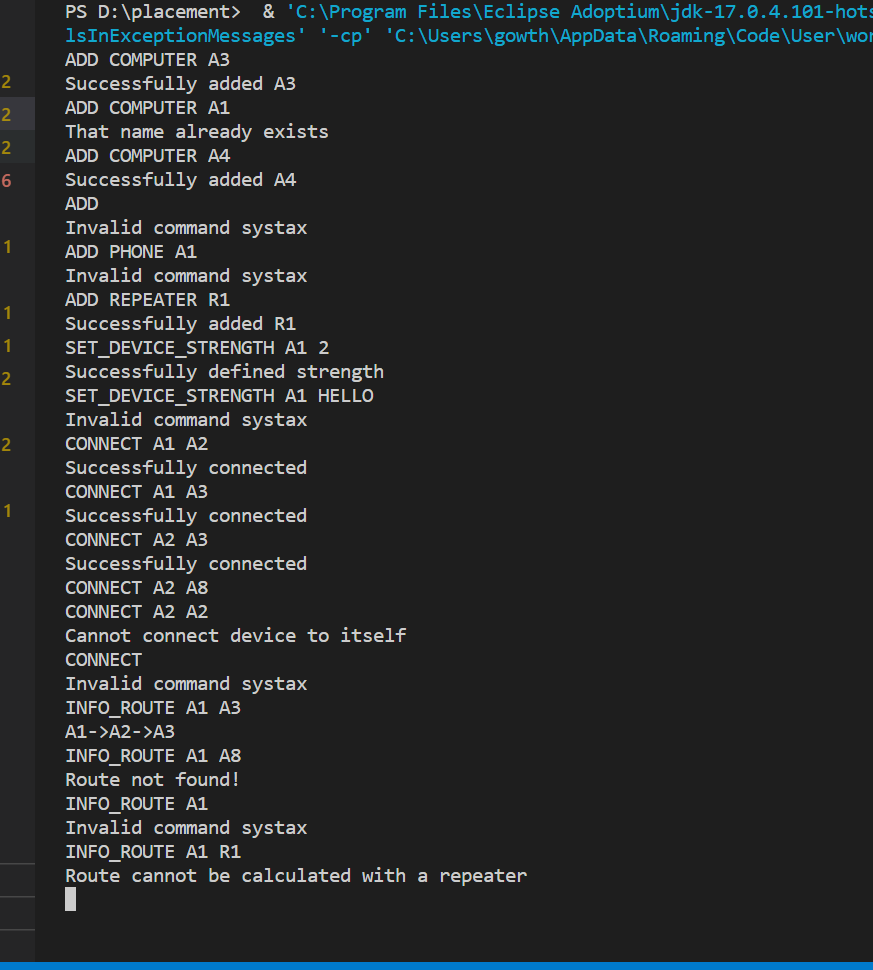 PS D:\placement>  & 'C:\Program Files\Eclipse Adoptium\jdk-17.0.4.101-hots
lsInExceptionMessages' '-cp' 'C:\Users\gowth\AppData\Roaming\Code\User\wor
ADD COMPUTER A3
2
Successfully added A3
2
ADD COMPUTER A1
That name already exists
2
ADD COMPUTER A4
6
Successfully added A4
ADD
Invalid command systax
1
ADD PHONE A1
Invalid command systax
ADD REPEATER R1
1
Successfully added R1
1
SET_DEVICE_STRENGTH A1 2
2
Successfully defined strength
SET_DEVICE_STRENGTH A1 HELLO
Invalid command systax
2
CONNECT A1 A2
Successfully connected
CONNECT A1 A3
1
Successfully connected
CONNECT A2 A3
Successfully connected
CONNECT A2 A8
CONNECT A2 A2
Cannot connect device to itself
CONNECT
Invalid command systax
INFO_ROUTE A1 A3
A1->A2->A3
INFO_ROUTE A1 A8
Route not found!
INFO_ROUTE A1
Invalid command systax
INFO_ROUTE A1 R1
Route cannot be calculated with a repeater